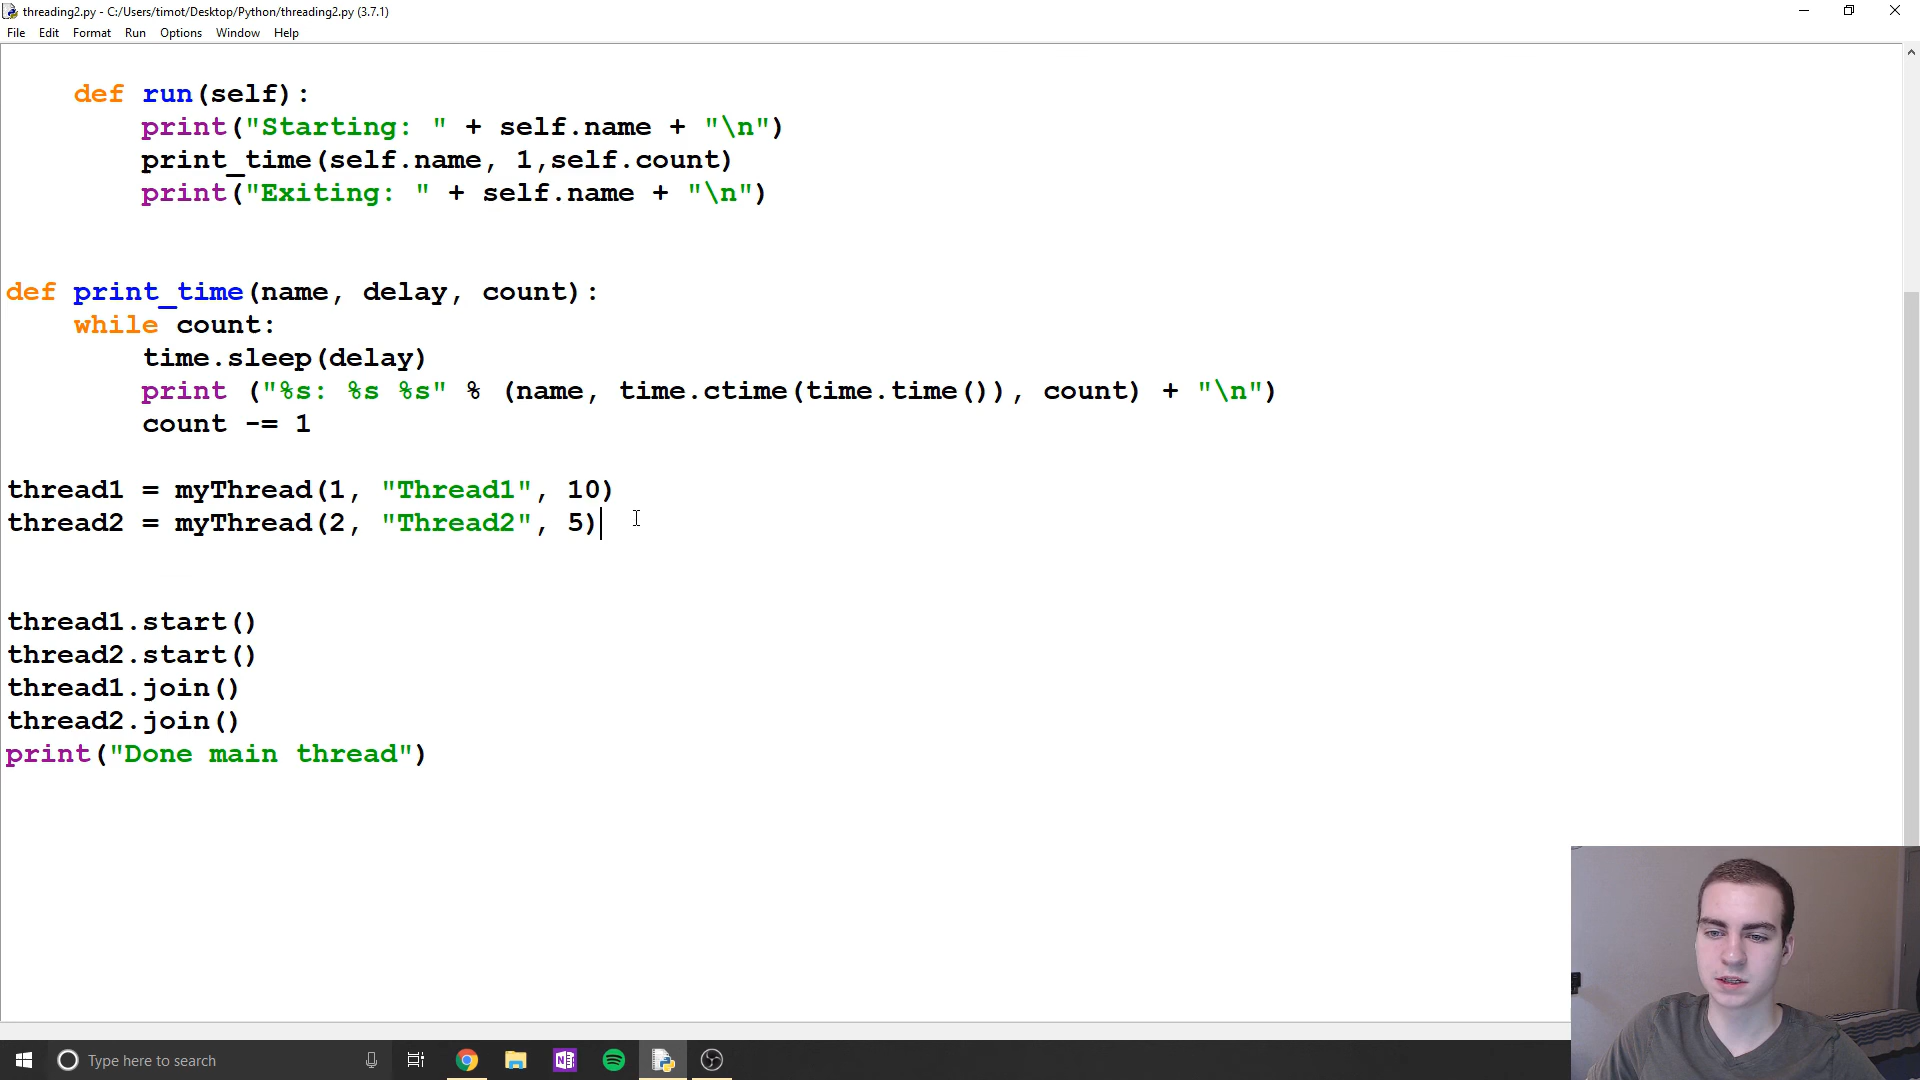 threading2.py - C:/Users/timot/Desktop/Python/threading2.py (3.7.1)
File Edit Format Run Options Window Help
def run(self):
print("Starting: " + self.name + "\n")
print_time(self.name, 1,self.count)
print("Exiting: " + self.name + "\n")
def print_time(name, delay, count):
while count:
time.sleep(delay)
print ("%s: %s %s" % (name, time.ctime(time.time()), count) + "\n")
count -= 1
thread1 = myThread(1, "Thread1", 10)
thread2 = myThread(2, "Thread2", 5)
thread1.start()
thread2.start()
thread1.join()
thread2.join()
print("Done main thread")
Type here to search